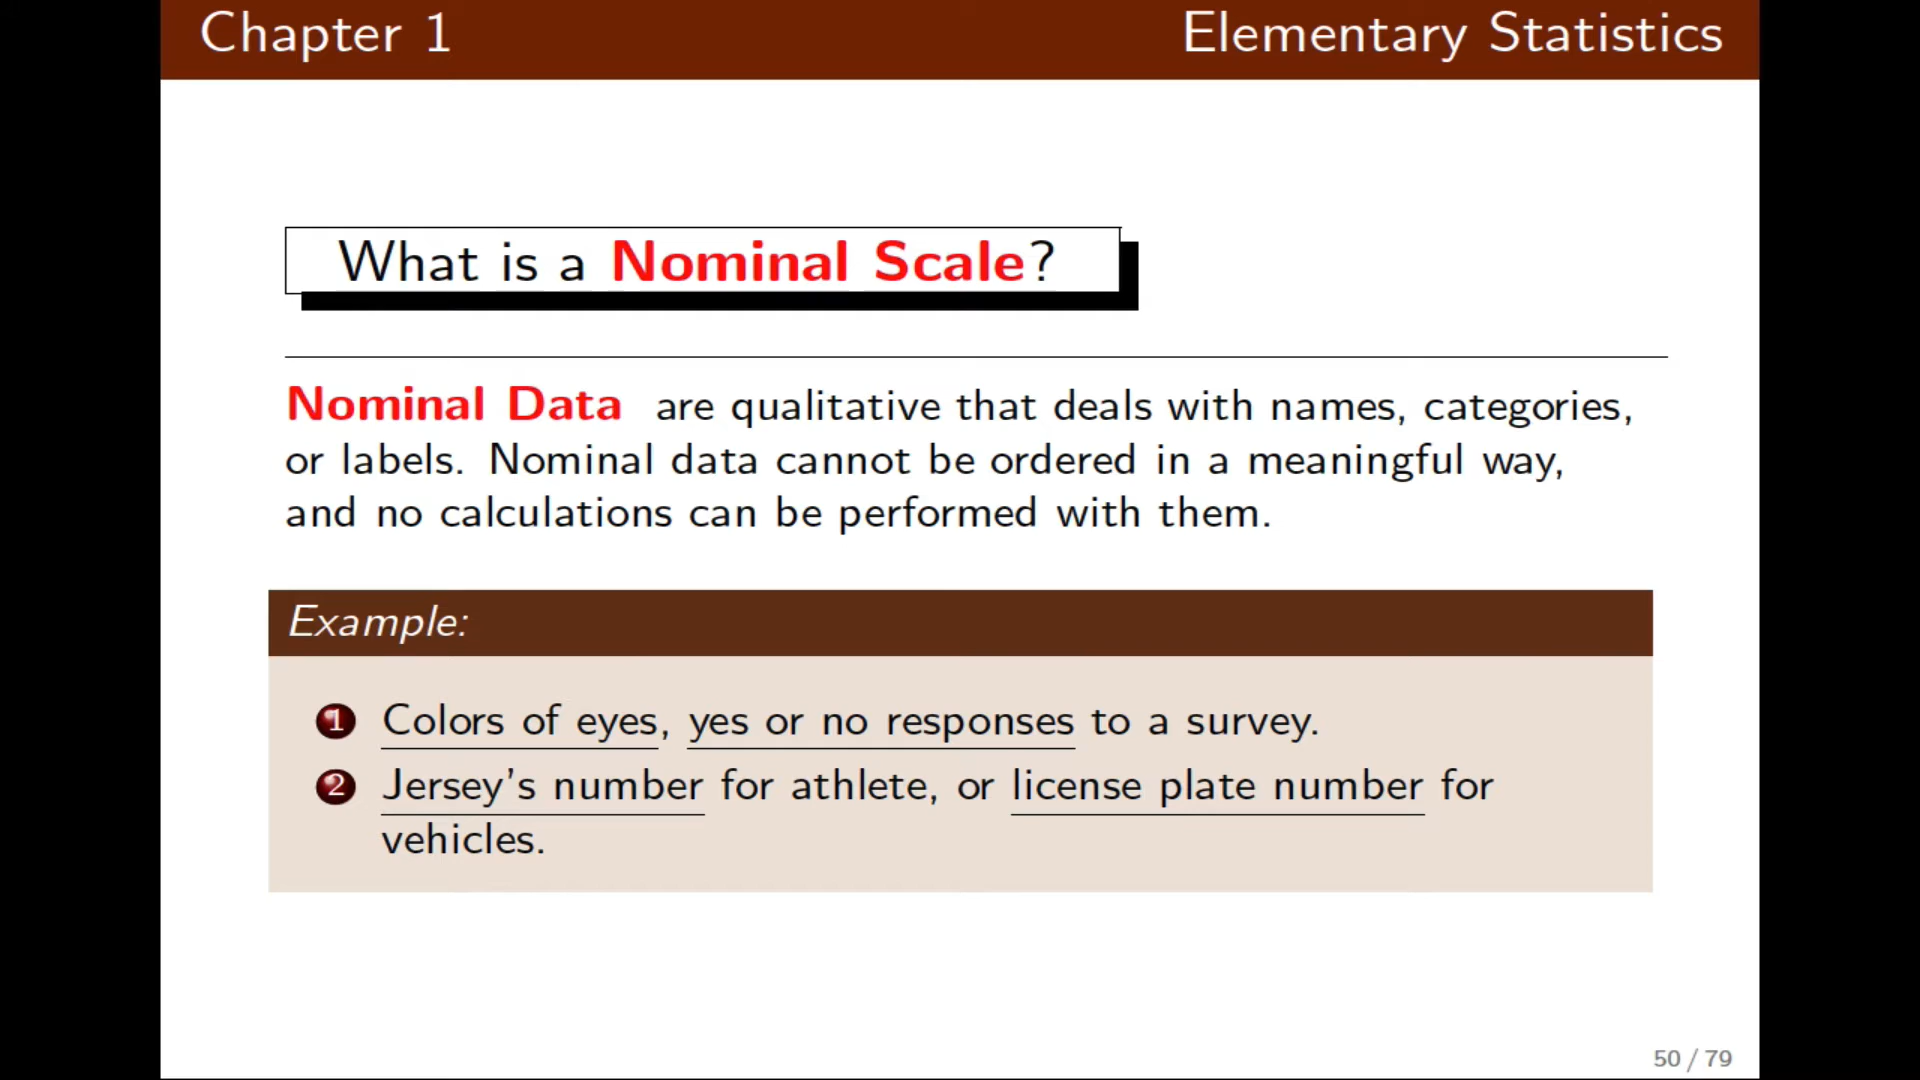 Chapter 1 Elementary Statistics
What is a Nominal Scale?
Nominal Data are qualitative that deals with names, categories,
or labels. Nominal data cannot be ordered in a meaningful way,
and no calculations can be performed with them.
Example:
1 Colors of eyes, yes or no responses to a survey.
2 Jersey's number for athlete, or license plate number for
vehicles.
50 / 79